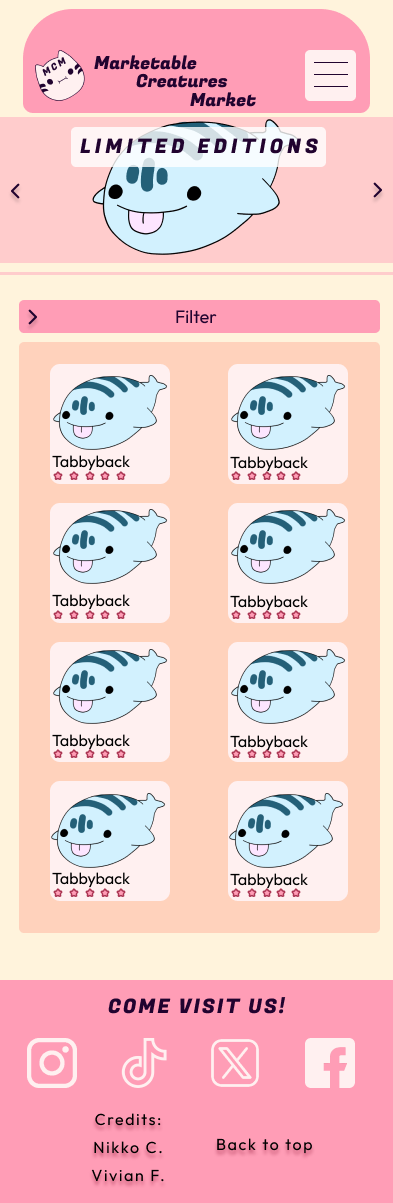 MCM
Marketable
Creatures
Market
LIMITED EDITIONS
Filter
Tabbyback
Tabbyback
Tabbyback
Tabbyback
Tabbyback
Tabbyback
Tabbyback
Tabbyback
COME VISIT US!
Credits:
Nikko C.
Vivian F.
Back to top